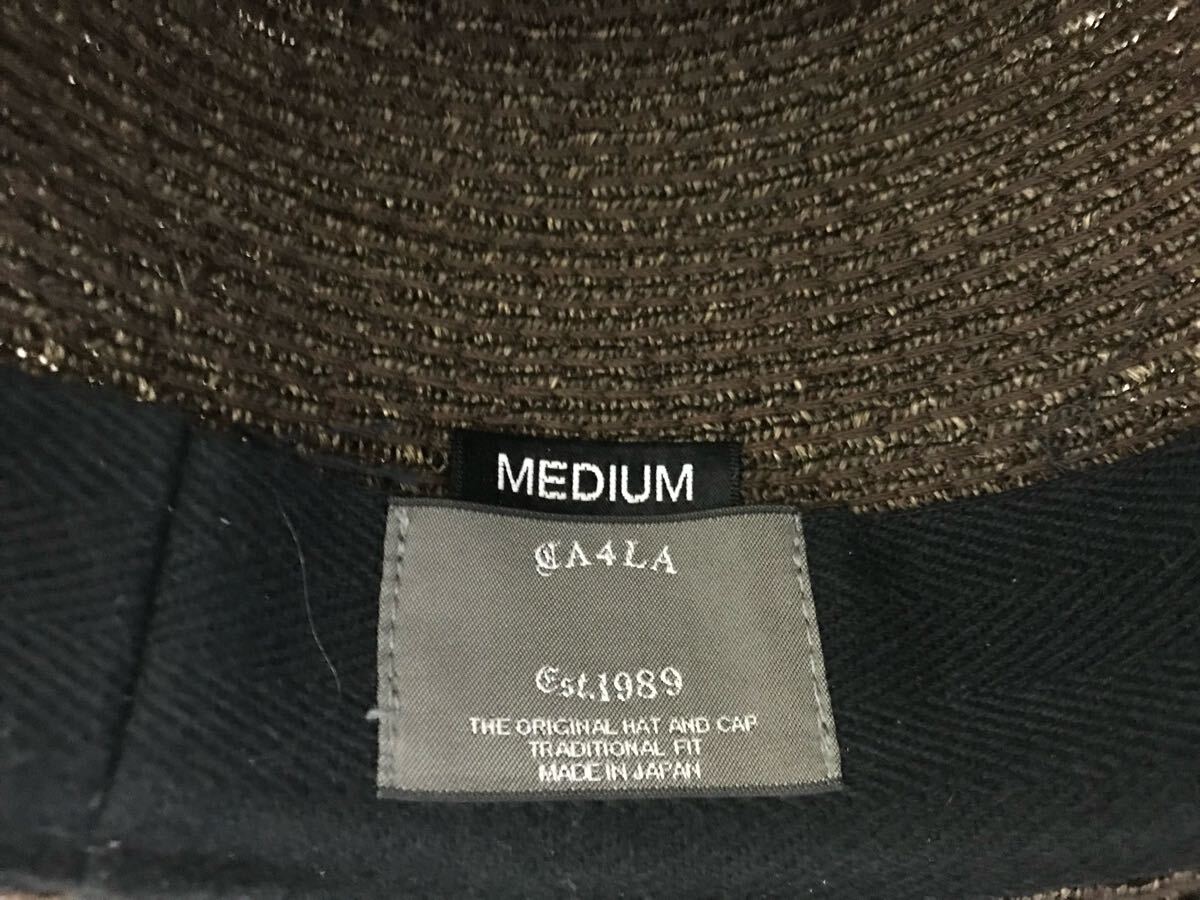 MEDIUM
CA4LA
Est.1989
THE ORIGINAL HAT AND CAP
TRADITIONAL FIT
MADE IN JAPAN